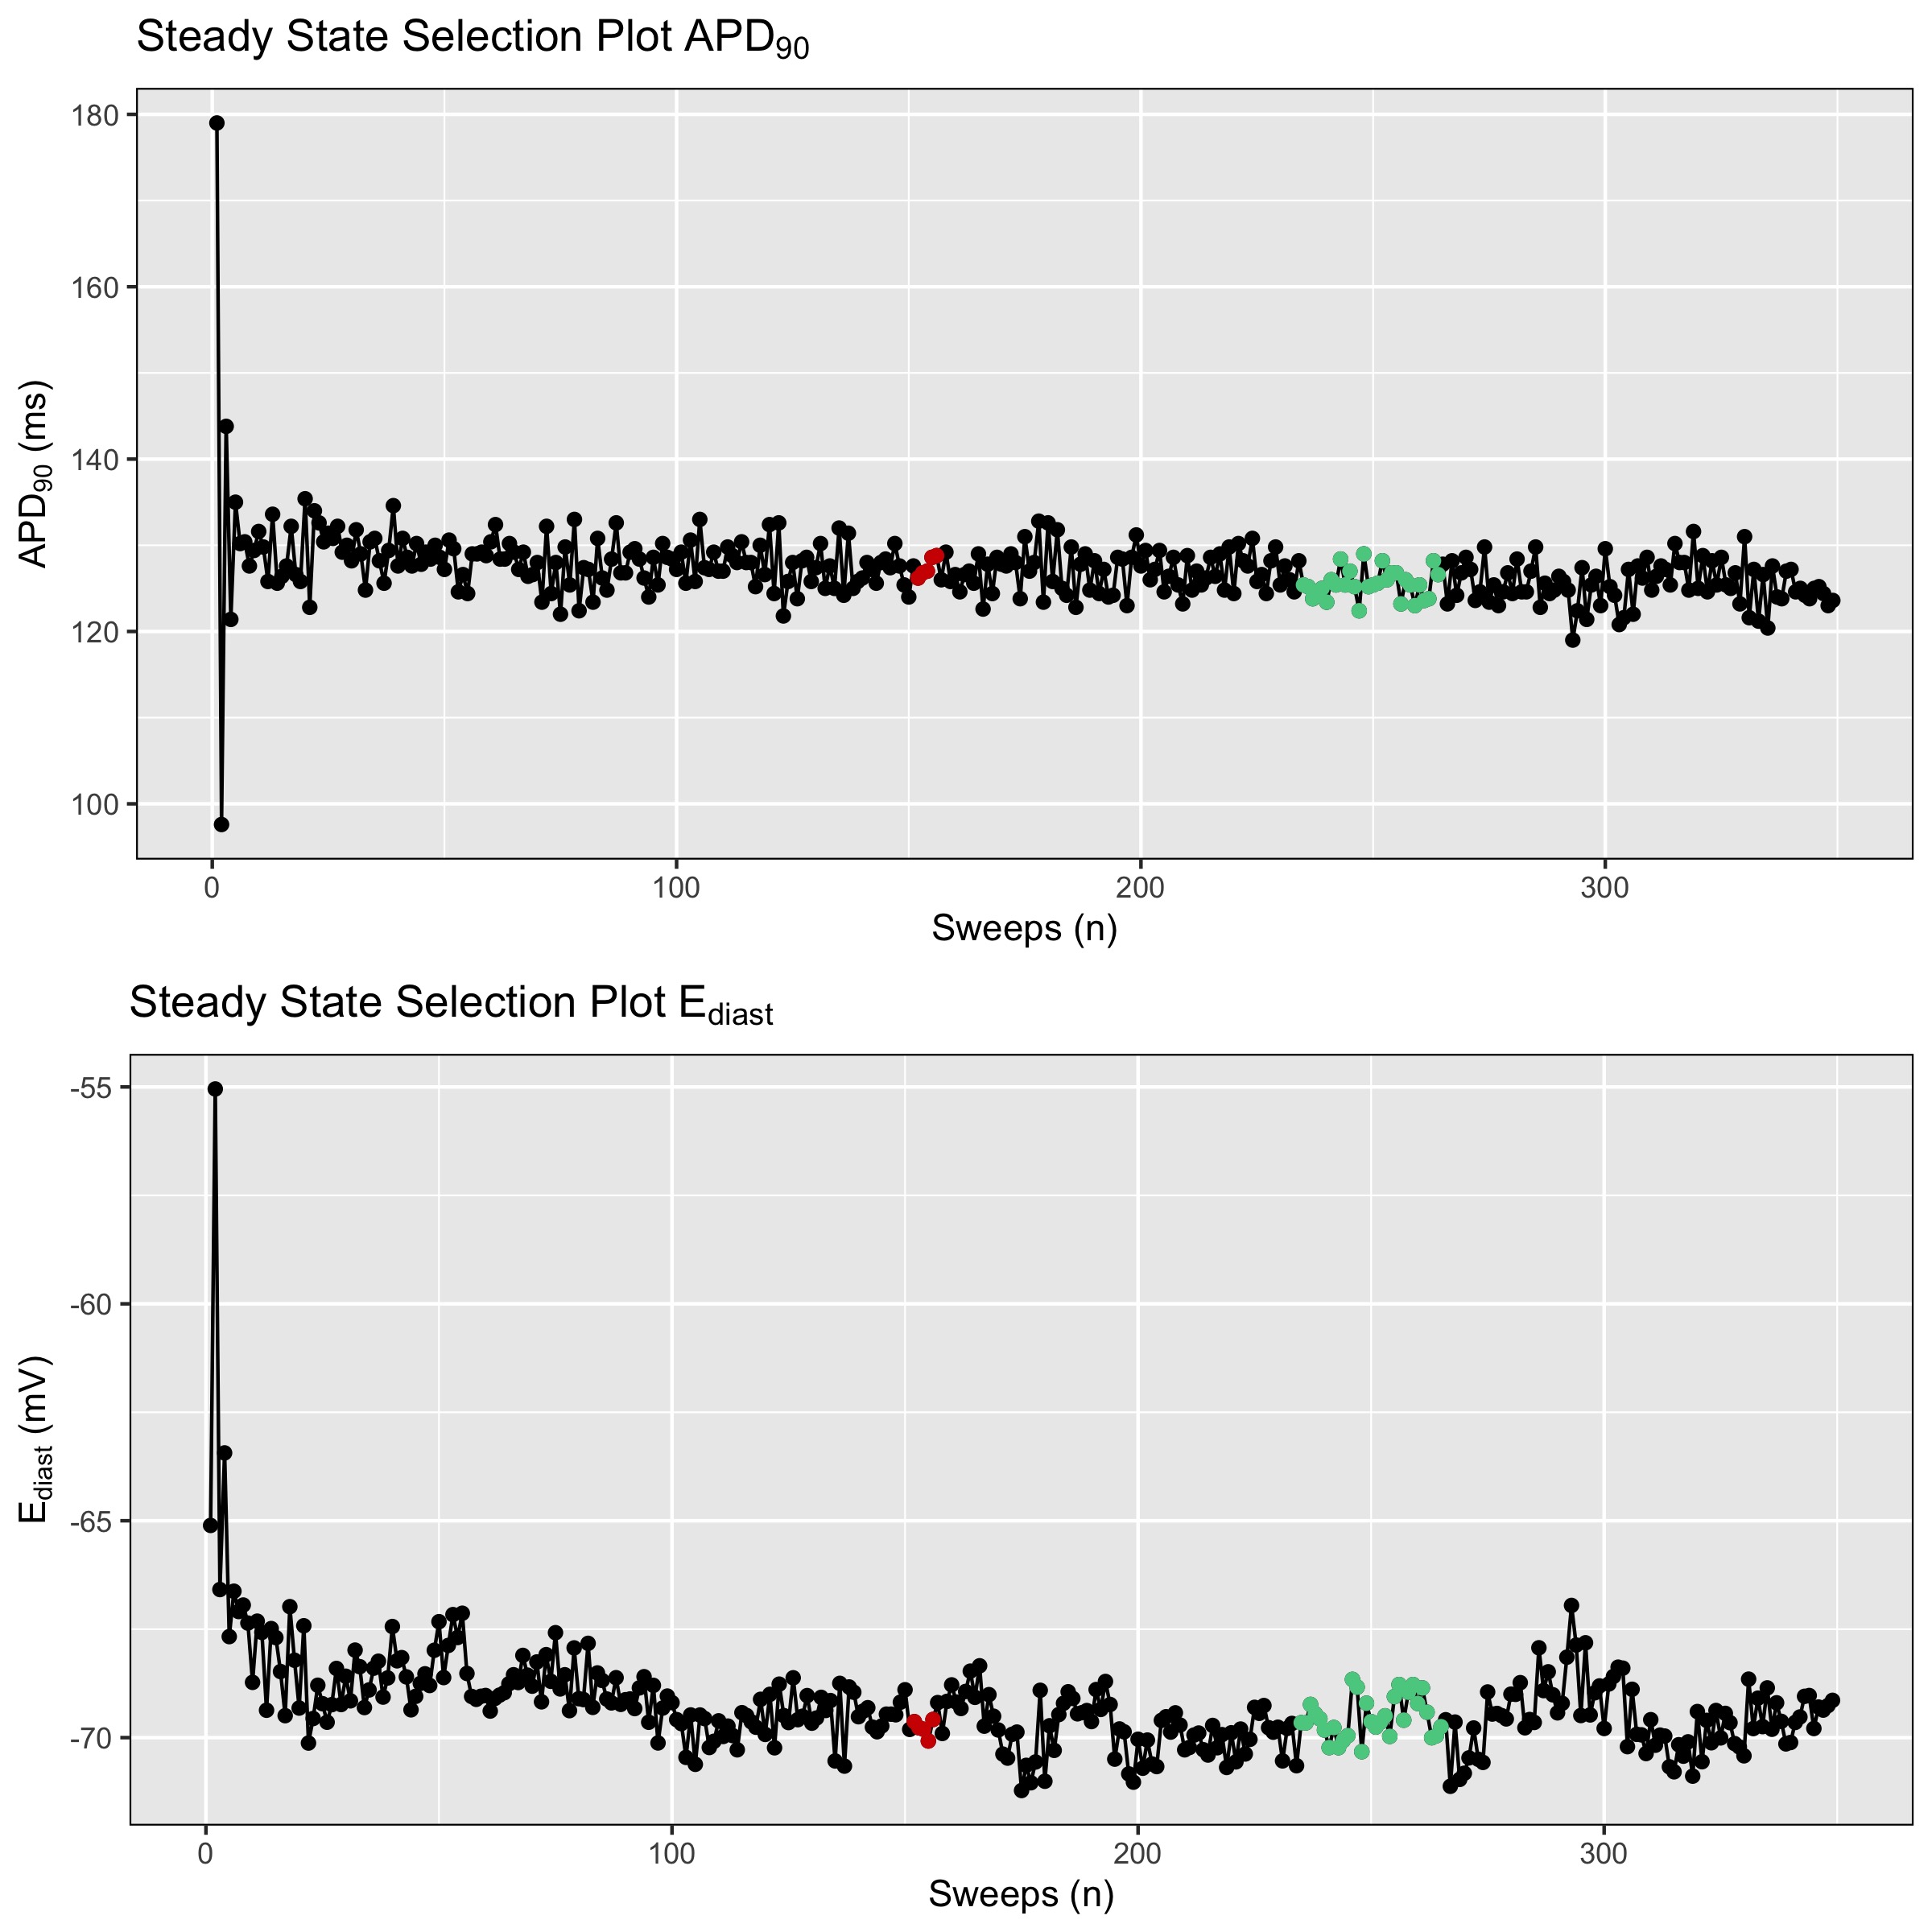 Steady State Selection Plot APD90
180
160
140
120
100
APD90 (ms)
0 100 200 300
Sweeps (n)
Steady State Selection Plot Ediast
-55
-60
-65
-70
Ediast (mV)
0 100 200 300
Sweeps (n)